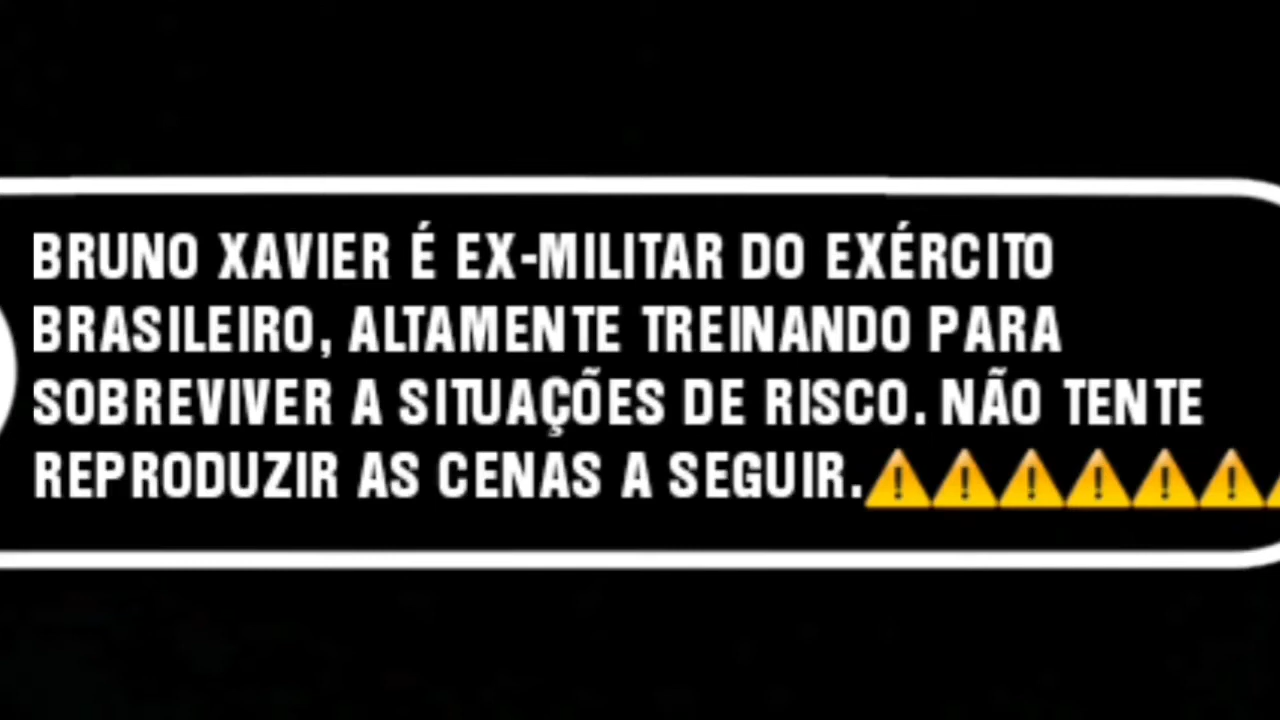 BRUNO XAVIER É EX-MILITAR DO EXÉRCITO
BRASILEIRO, ALTAMENTE TREINANDO PARA
SOBREVIVER A SITUAÇÕES DE RISCO. NÃO TENTE
REPRODUZIR AS CENAS A SEGUIR.⚠️⚠️⚠️⚠️⚠️⚠️⚠️